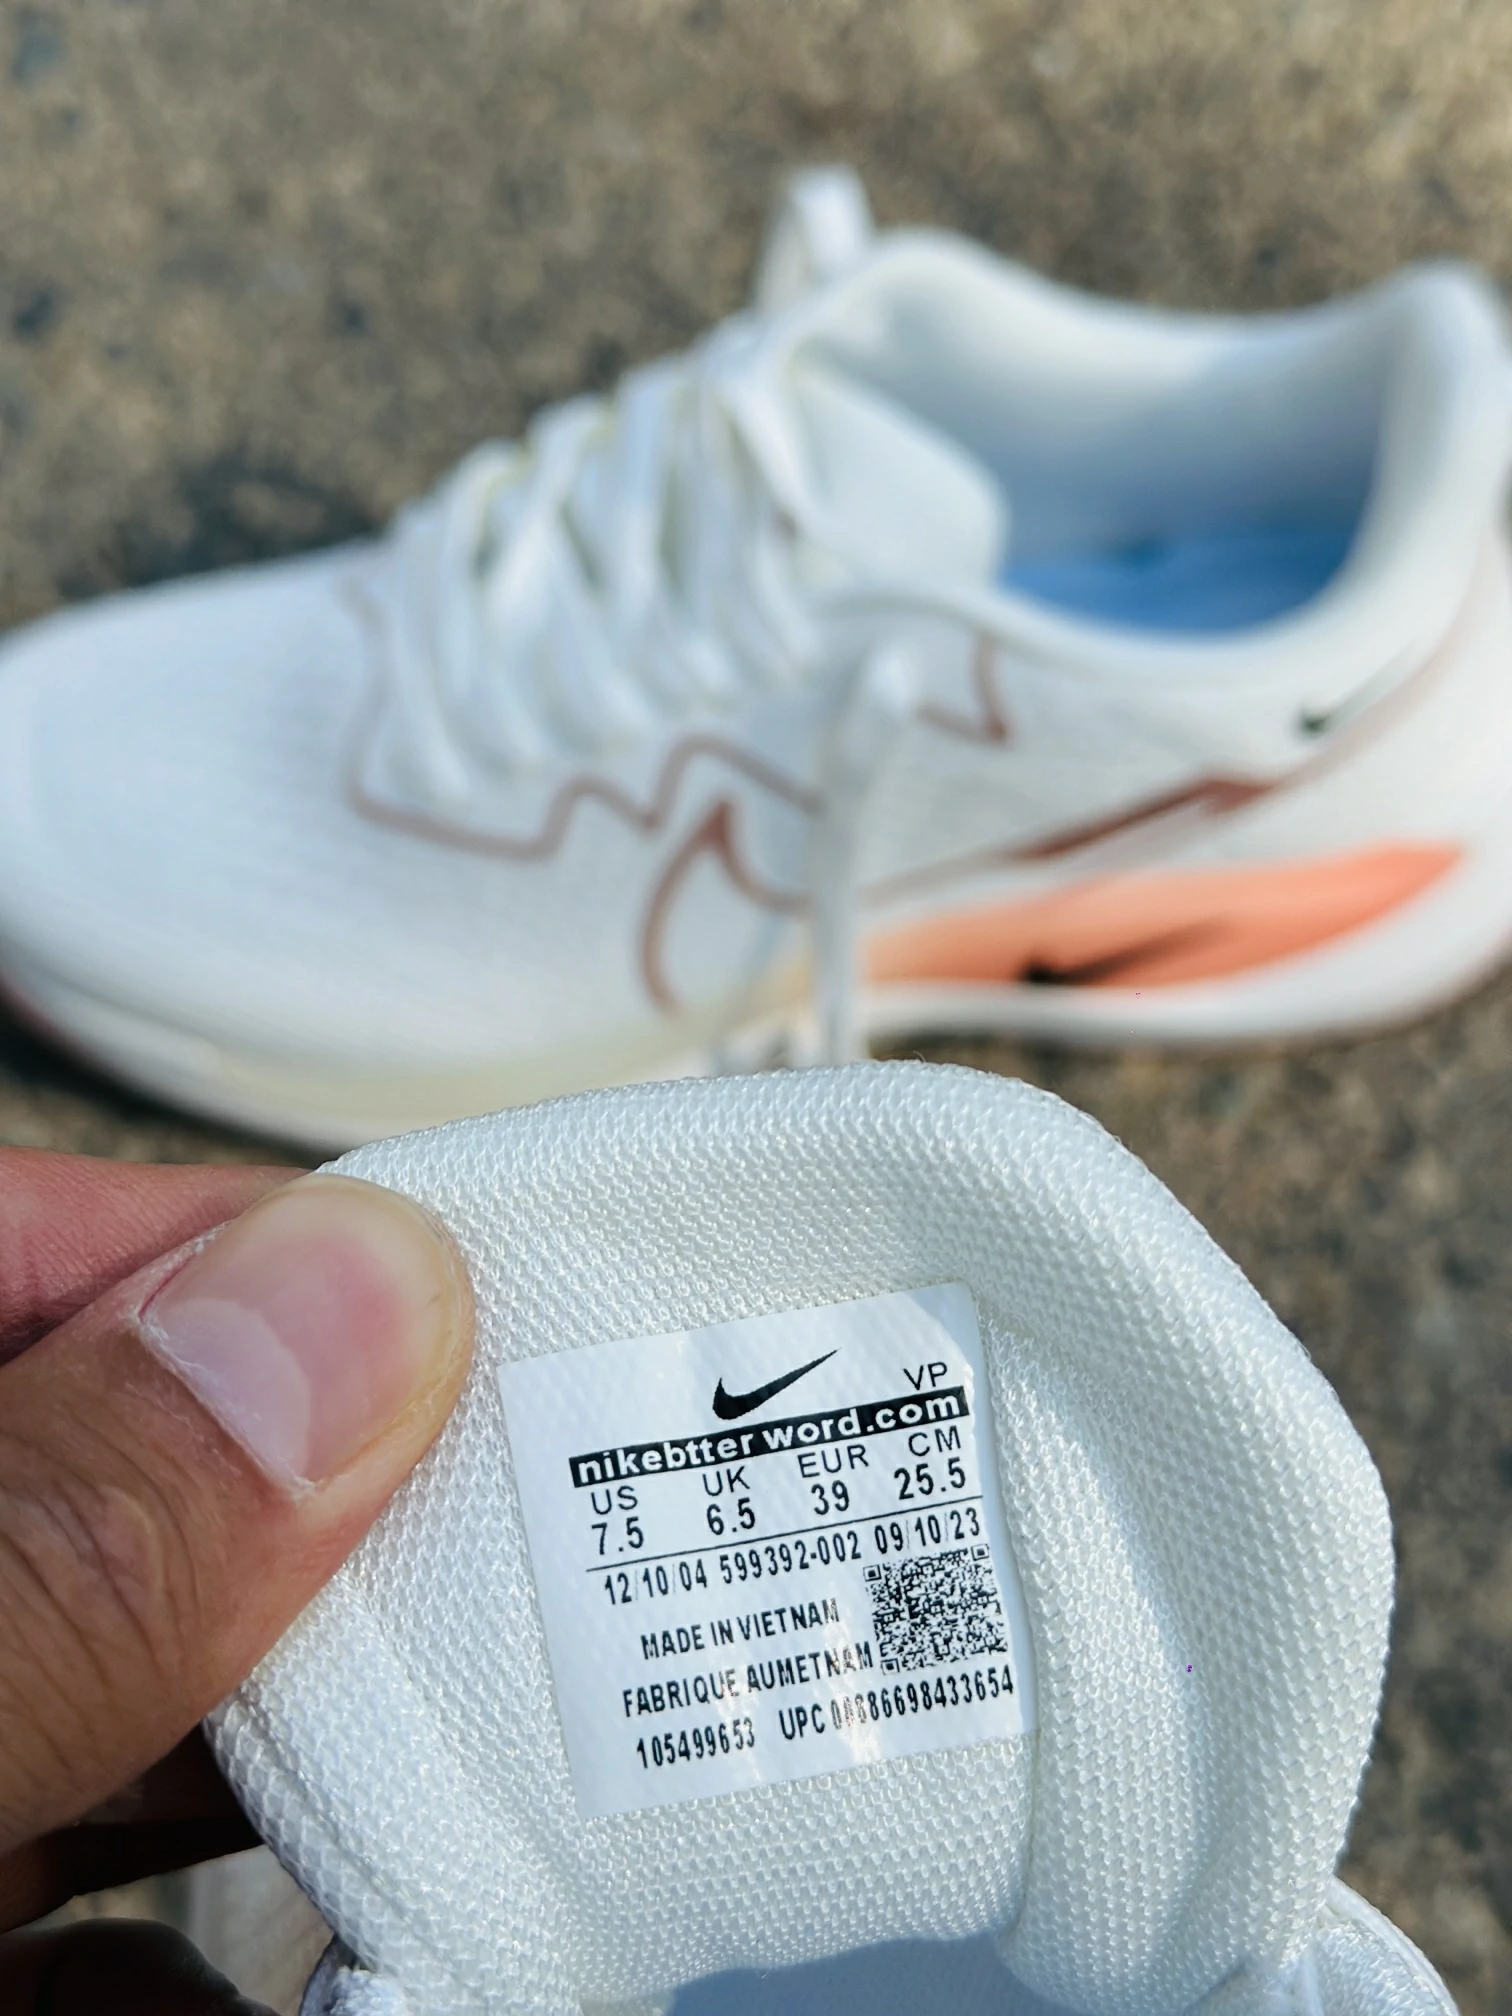 VP
nikebtter word.com
US UK EUR CM
7.5 6.5 39 25.5
12/10/04 599392-002 09/10/23
MADE IN VIETNAM
FABRIQUE AUMETNAM
105499653 UPC 00886698433654